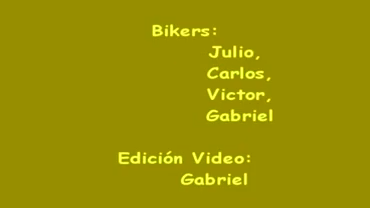 Bikers:
Julio,
Carlos,
Victor,
Gabriel
Edición Video:
Gabriel